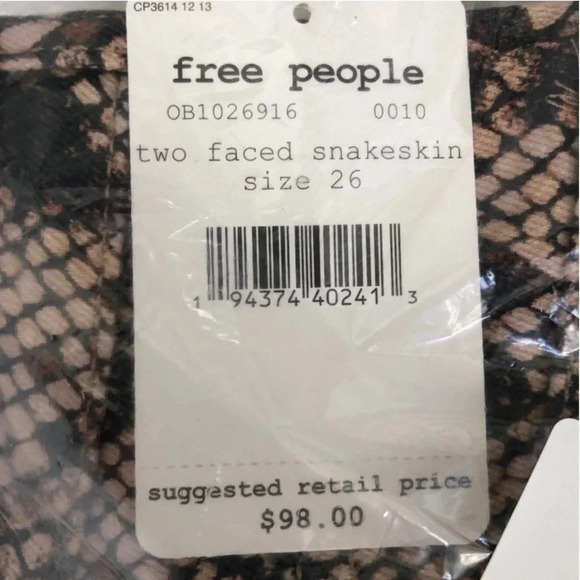 CP3614 12 13
free people
OB1026916 0010
two faced snakeskin
size 26
1 94374 40241 3
suggested retail price
$98.00